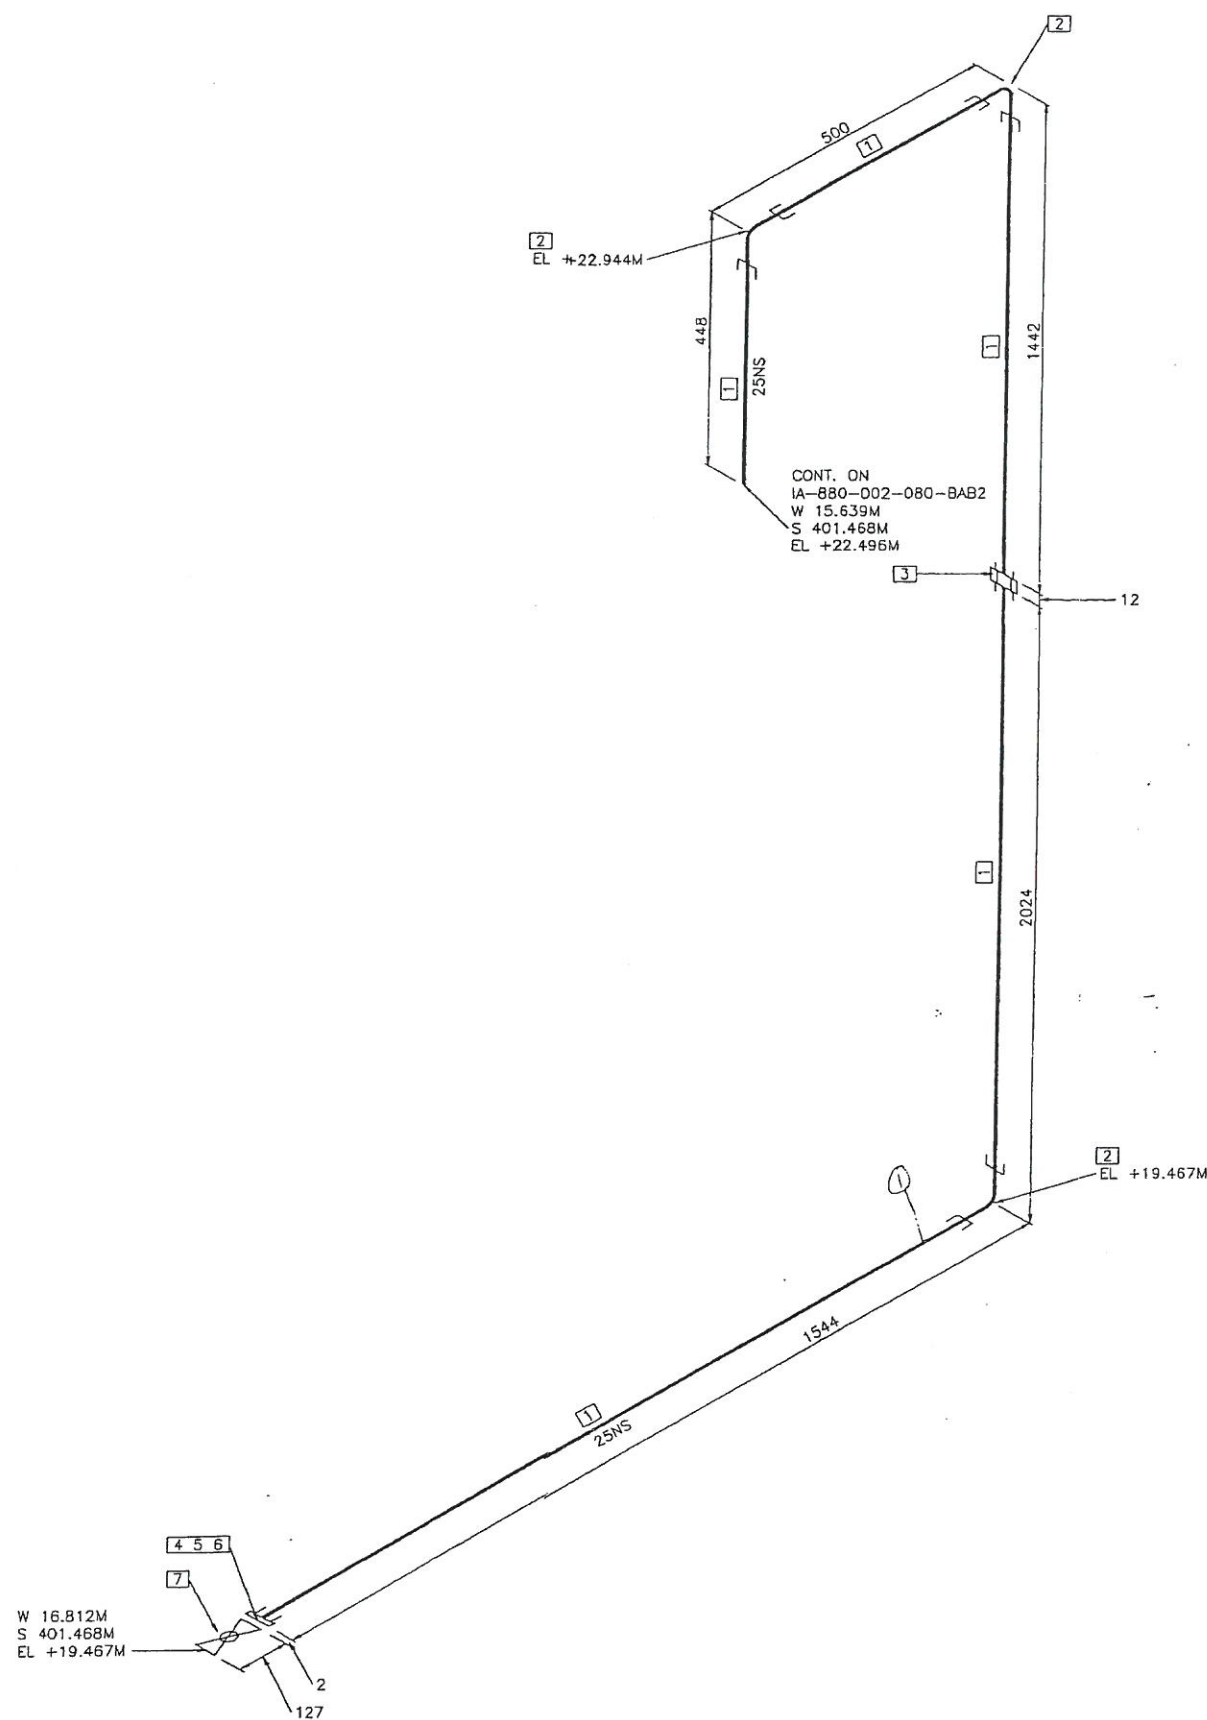 2
500
1
2
EL +22.944M
448
1
25NS
1
1442
CONT. ON
IA-880-002-080-BAB2
W 15.639M
S 401.468M
EL +22.496M
3
12
1
2024
2
EL +19.467M
1
1544
1
25NS
4 5 6
7
W 16.812M
S 401.468M
EL +19.467M
2
127